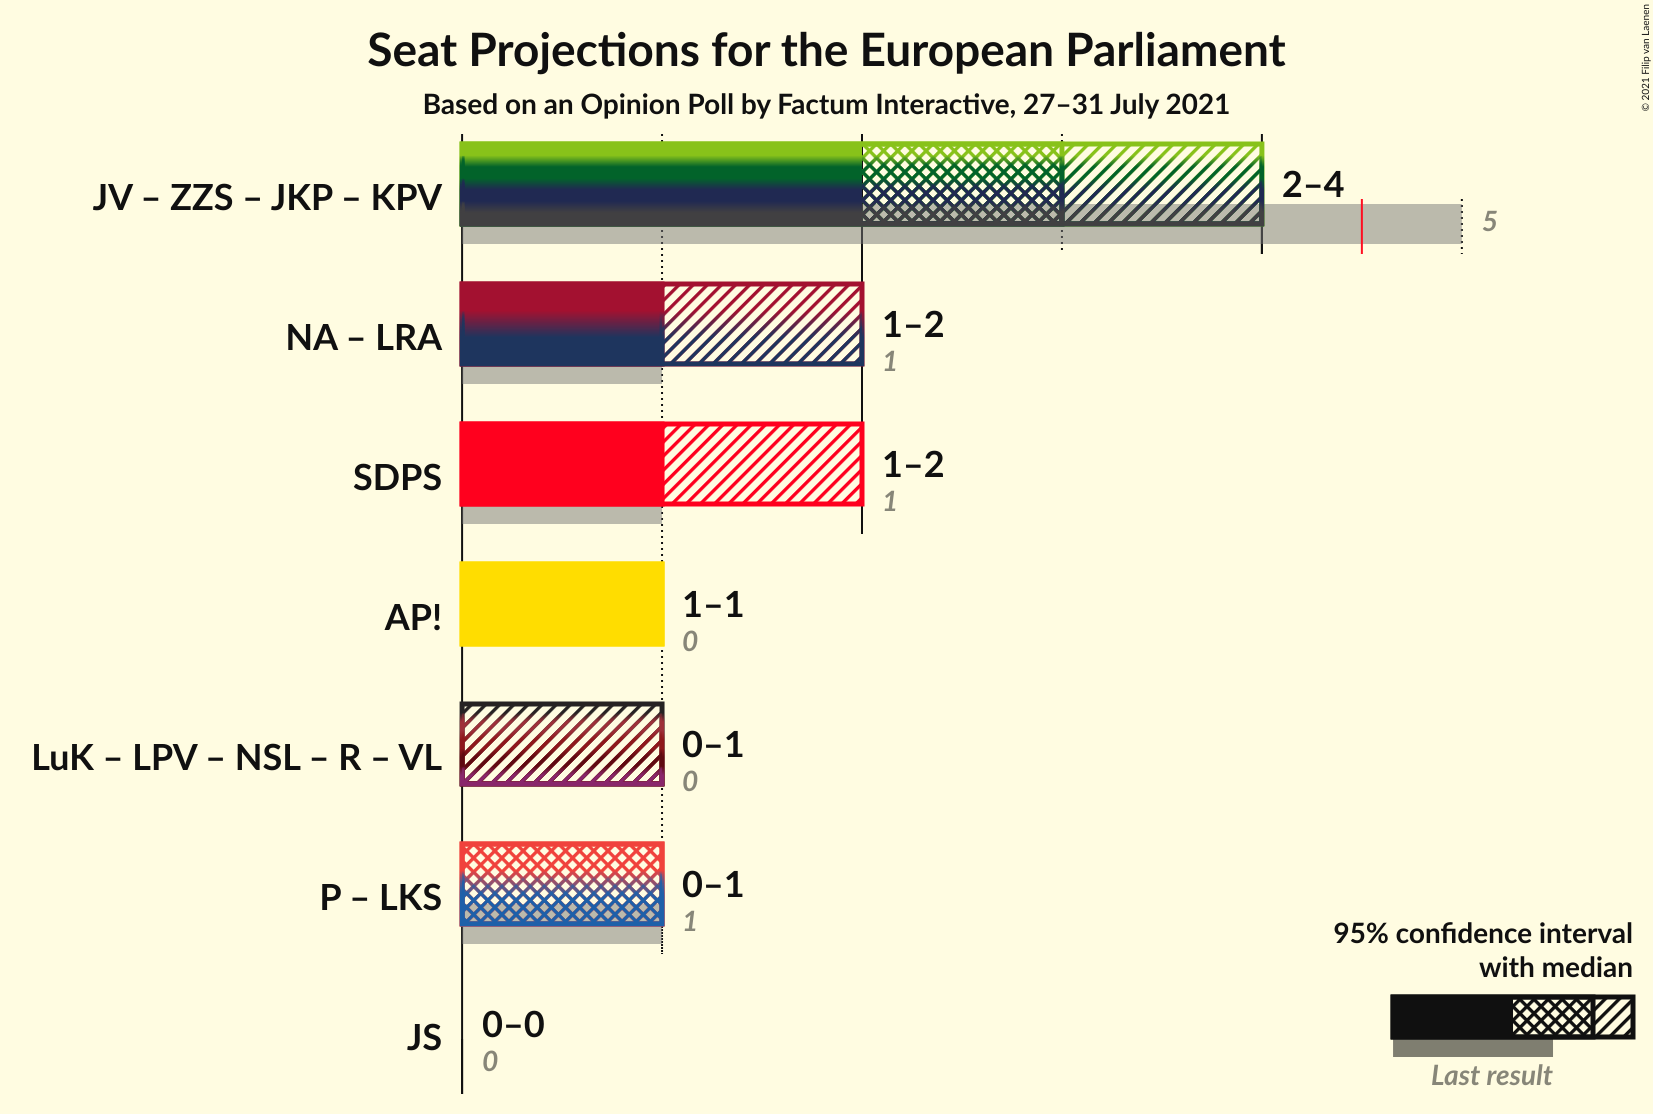 Seat Projections for the European Parliament
Based on an Opinion Poll by Factum Interactive, 27–31 July 2021
© 2021 Filip van Laenen
JV – ZZS – JKP – KPV
2–4
5
NA – LRA
1–2
1
SDPS
1–2
1
AP!
1–1
0
LuK – LPV – NSL – R – VL
0–1
0
P – LKS
0–1
1
JS
0–0
0
95% confidence interval
with median
Last result